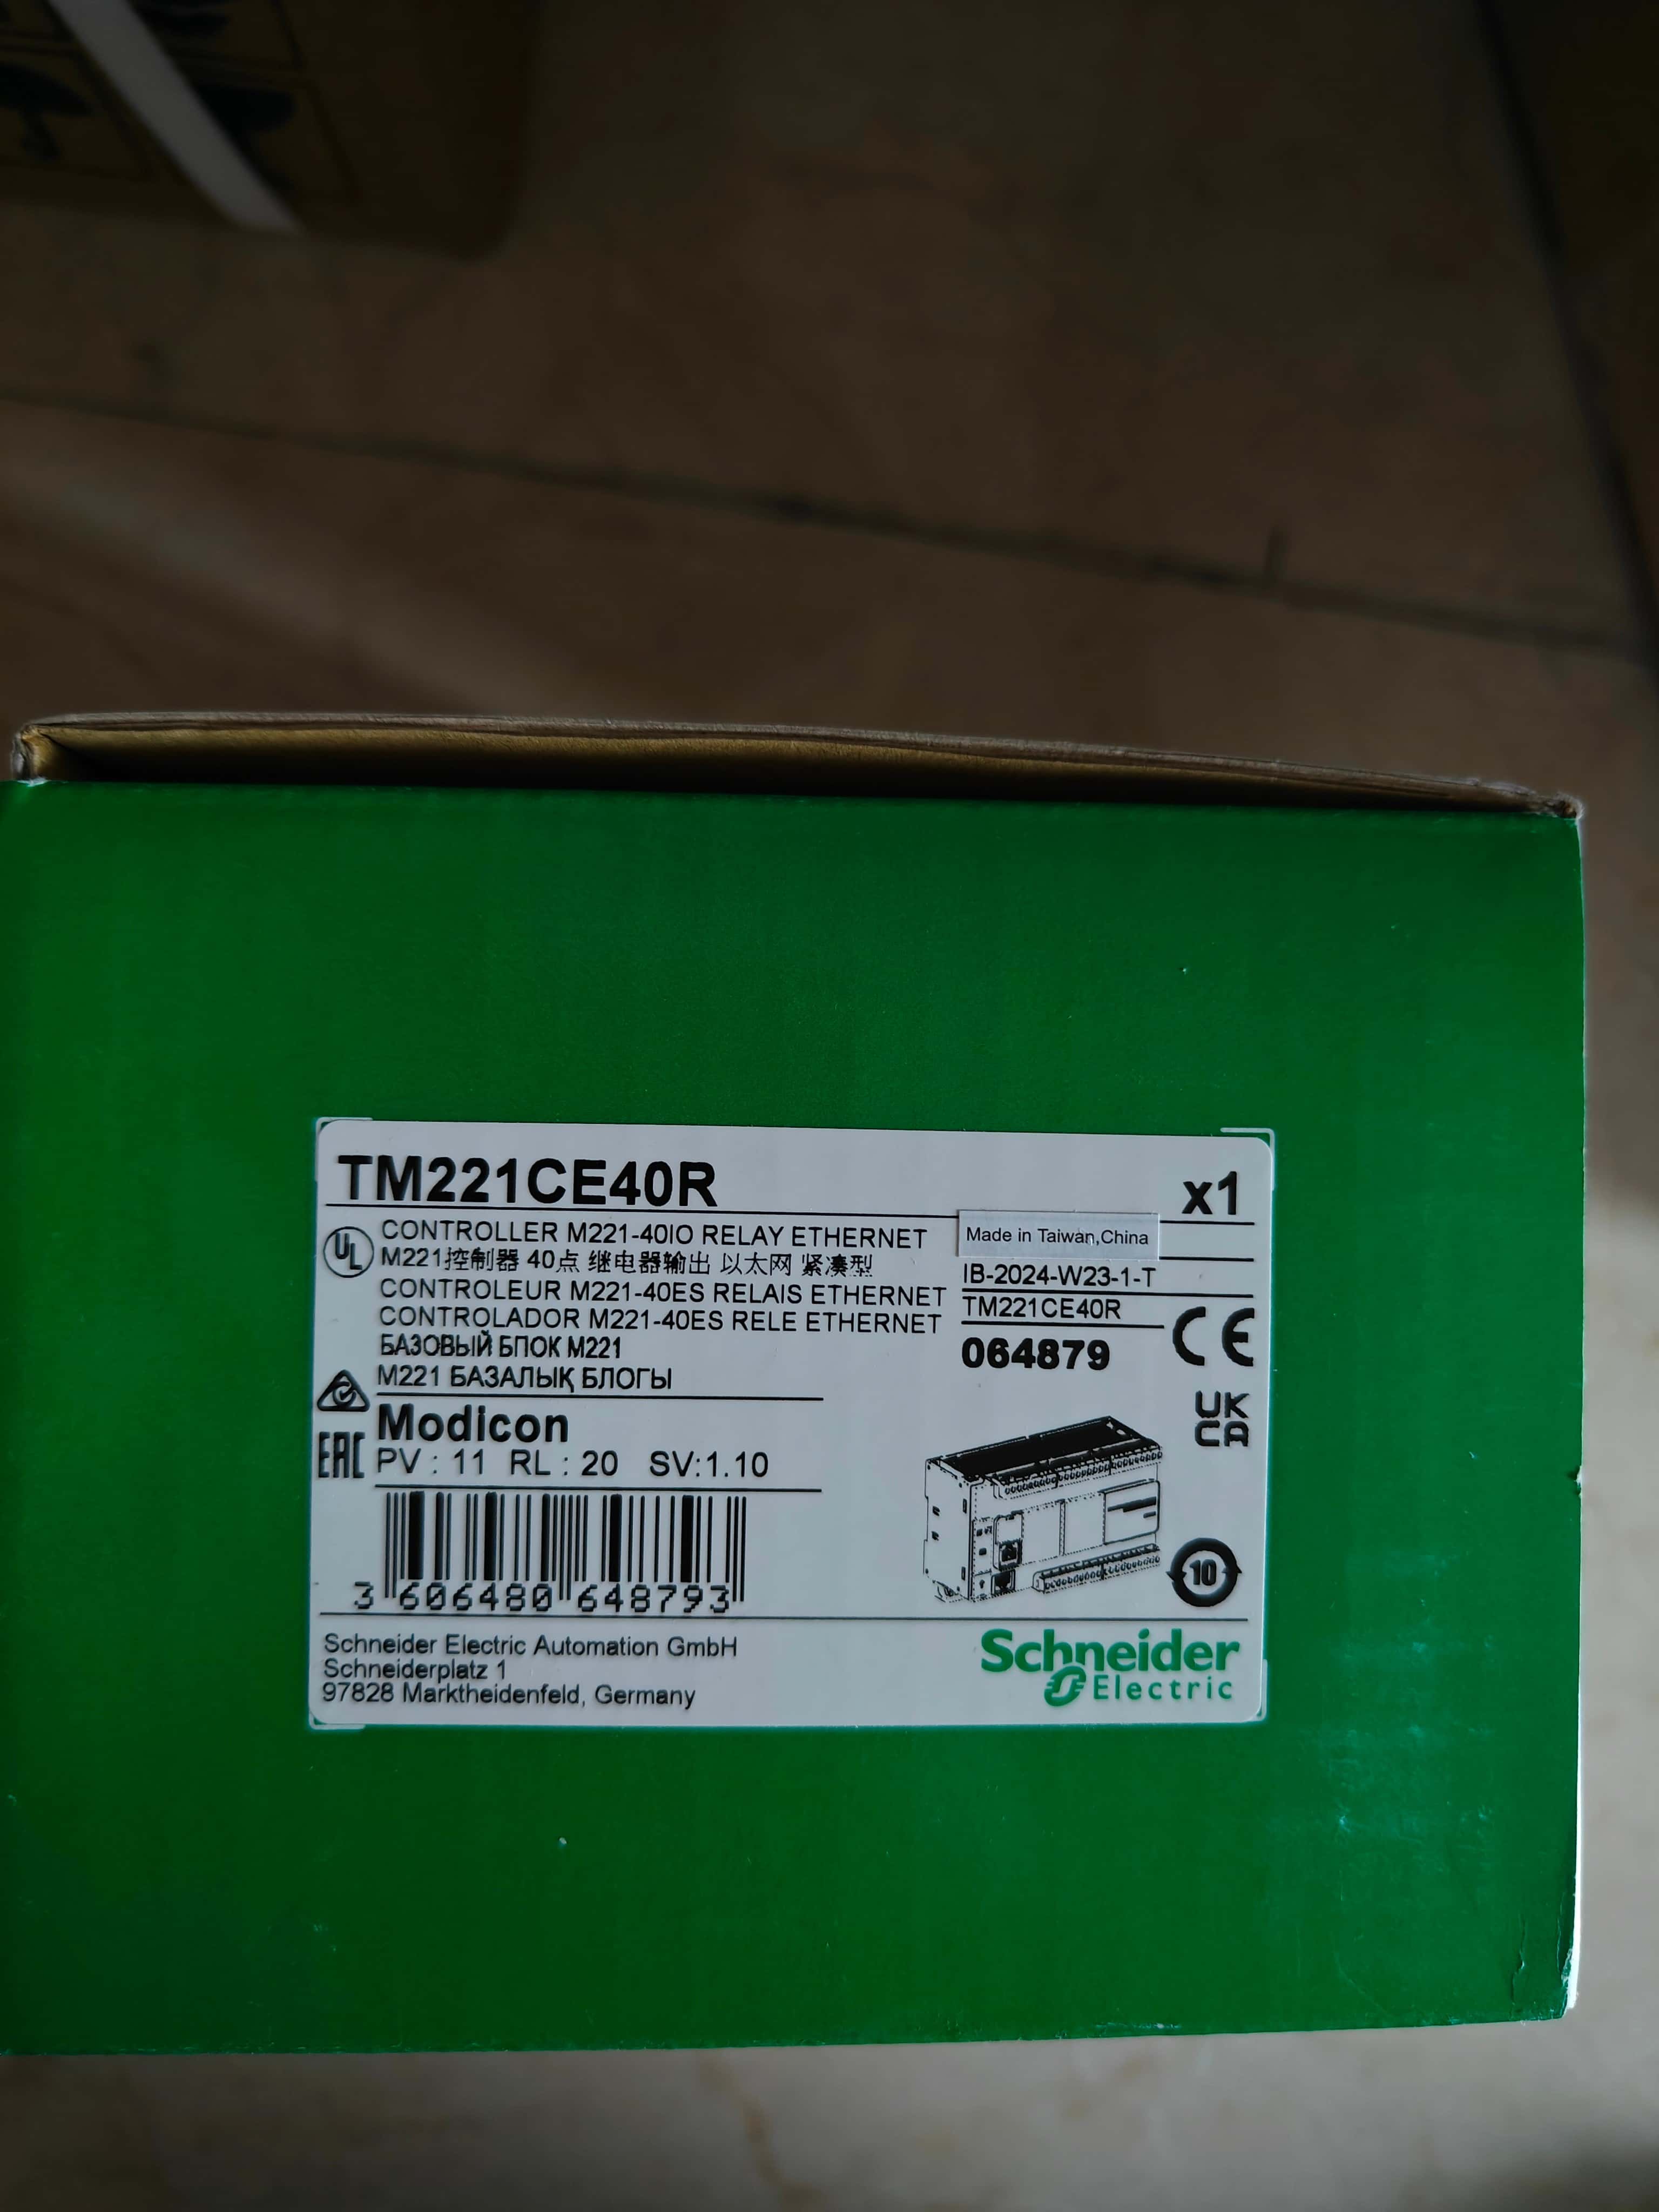 TM221CE40R
x1
UL
CONTROLLER M221-40IO RELAY ETHERNET
M221控制器 40点 继电器输出 以太网 紧凑型
CONTROLEUR M221-40ES RELAIS ETHERNET
CONTROLADOR M221-40ES RELE ETHERNET
БАЗОВЫЙ БЛОК M221
M221 БАЗАЛЫҚ БЛОГЫ
Made in Taiwan,China
IB-2024-W23-1-T
TM221CE40R
064879
CE
UK
CA
EAC
Modicon
PV : 11 RL : 20 SV:1.10
3 606480 648793
10
Schneider Electric Automation GmbH
Schneiderplatz 1
97828 Marktheidenfeld, Germany
Schneider
Electric